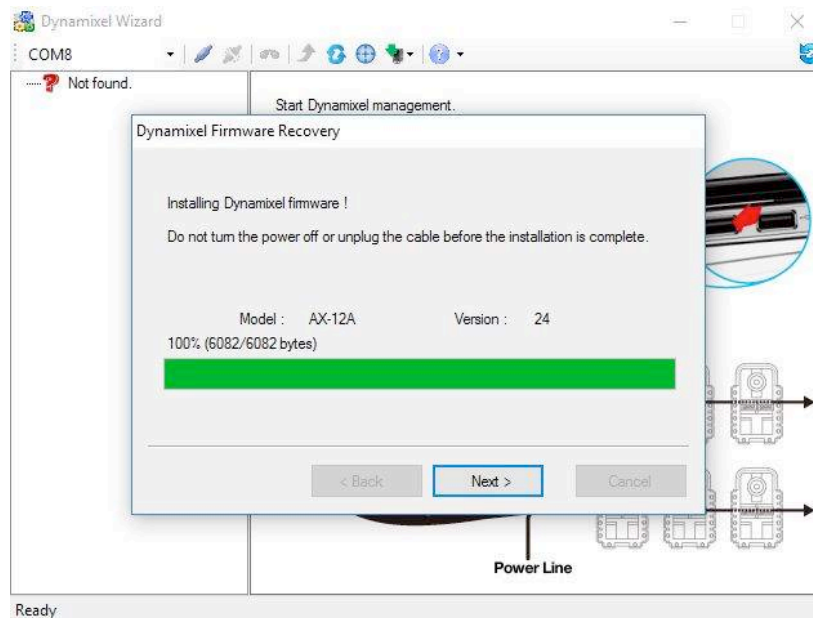 Dynamixel Wizard
COM8
Not found.
Start Dynamixel management.
Dynamixel Firmware Recovery
Installing Dynamixel firmware !
Do not turn the power off or unplug the cable before the installation is complete.
Model : AX-12A Version : 24
100% (6082/6082 bytes)
< Back Next > Cancel
Power Line
Ready